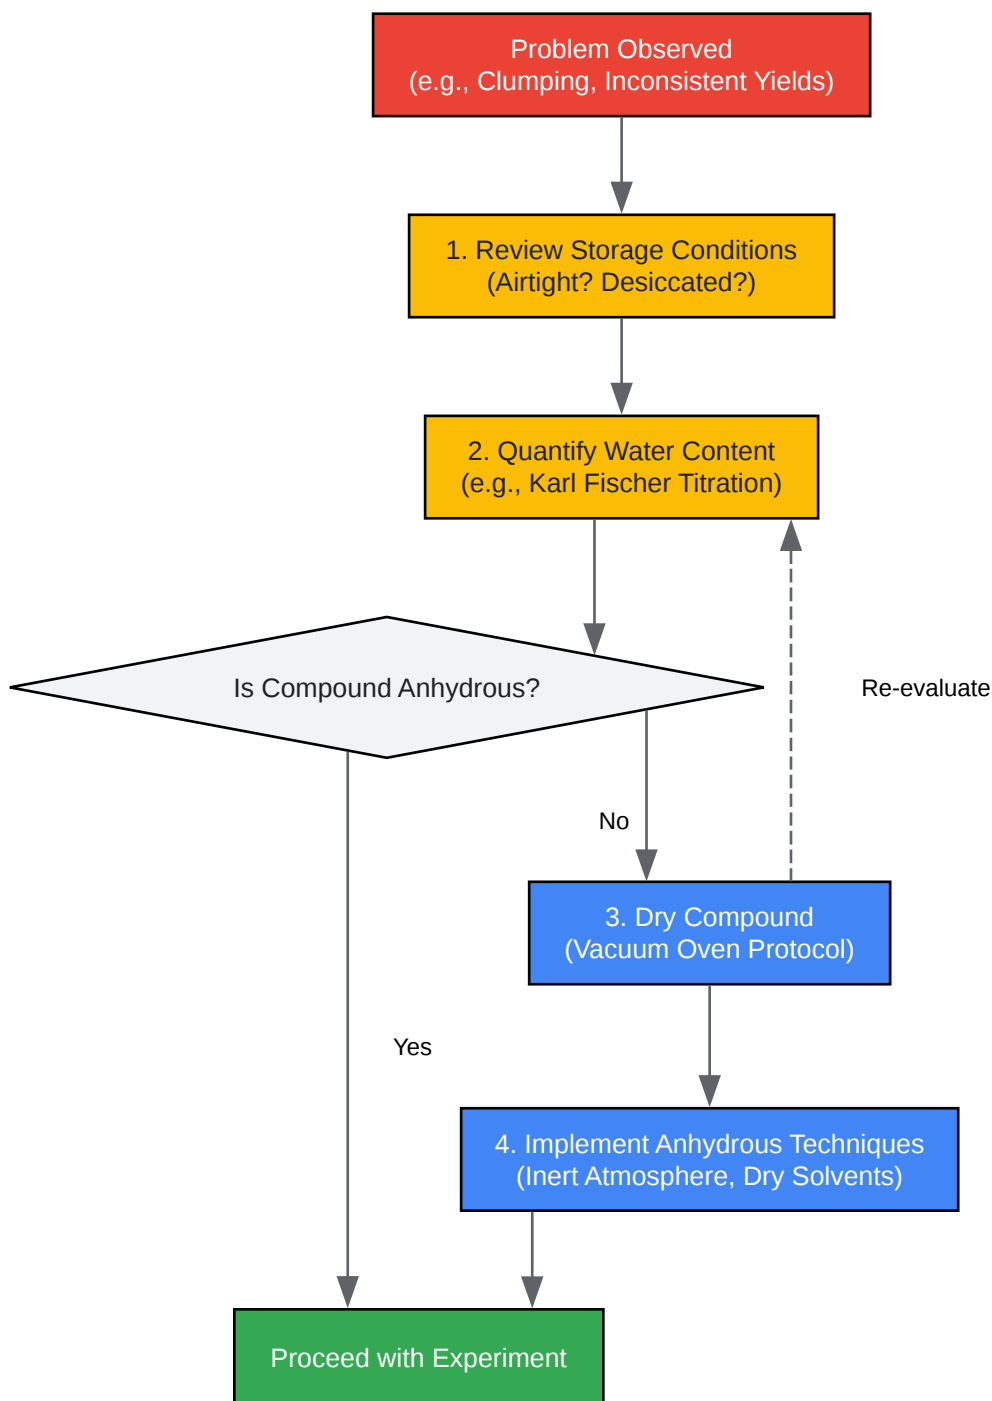 Problem Observed
(e.g., Clumping, Inconsistent Yields)
1. Review Storage Conditions
(Airtight? Desiccated?)
2. Quantify Water Content
(e.g., Karl Fischer Titration)
Is Compound Anhydrous?
Re-evaluate
No
3. Dry Compound
(Vacuum Oven Protocol)
Yes
4. Implement Anhydrous Techniques
(Inert Atmosphere, Dry Solvents)
Proceed with Experiment